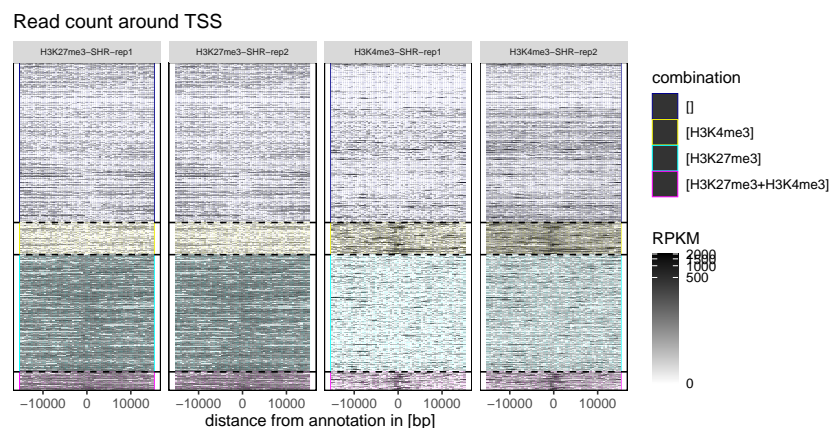 Read count around TSS
H3K27me3-SHR-rep1 H3K27me3-SHR-rep2 H3K4me3-SHR-rep1 H3K4me3-SHR-rep2
combination
[]
[H3K4me3]
[H3K27me3]
[H3K27me3+H3K4me3]
RPKM
2000
1500
1000
500
0
−10000 0 10000 −10000 0 10000 −10000 0 10000 −10000 0 10000
distance from annotation in [bp]